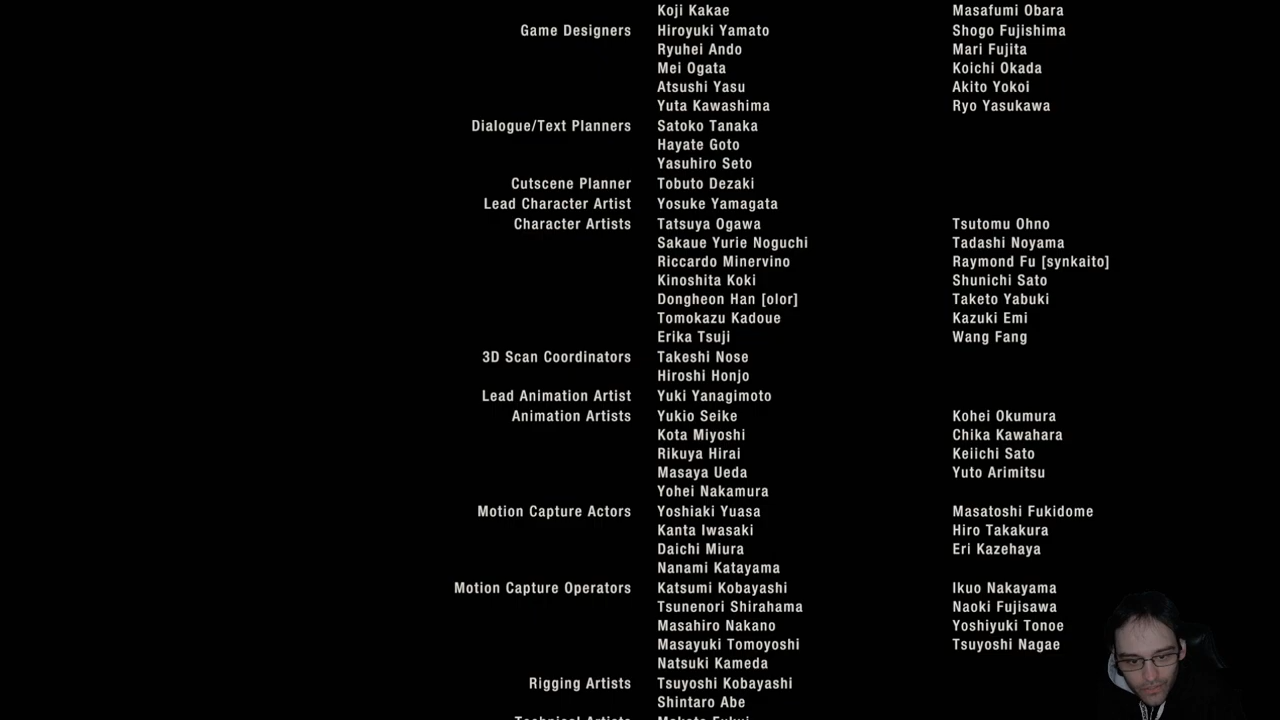 Koji Kakae Masafumi Obara
Game Designers Hiroyuki Yamato Shogo Fujishima
Ryuhei Ando Mari Fujita
Mei Ogata Koichi Okada
Atsushi Yasu Akito Yokoi
Yuta Kawashima Ryo Yasukawa
Dialogue/Text Planners Satoko Tanaka
Hayate Goto
Yasuhiro Seto
Cutscene Planner Tobuto Dezaki
Lead Character Artist Yosuke Yamagata
Character Artists Tatsuya Ogawa Tsutomu Ohno
Sakaue Yurie Noguchi Tadashi Noyama
Riccardo Minervino Raymond Fu [synkaito]
Kinoshita Koki Shunichi Sato
Dongheon Han [olor] Taketo Yabuki
Tomokazu Kadoue Kazuki Emi
Erika Tsuji Wang Fang
3D Scan Coordinators Takeshi Nose
Hiroshi Honjo
Lead Animation Artist Yuki Yanagimoto
Animation Artists Yukio Seike Kohei Okumura
Kota Miyoshi Chika Kawahara
Rikuya Hirai Keiichi Sato
Masaya Ueda Yuto Arimitsu
Yohei Nakamura
Motion Capture Actors Yoshiaki Yuasa Masatoshi Fukidome
Kanta Iwasaki Hiro Takakura
Daichi Miura Eri Kazehaya
Nanami Katayama
Motion Capture Operators Katsumi Kobayashi Ikuo Nakayama
Tsunenori Shirahama Naoki Fujisawa
Masahiro Nakano Yoshiyuki Tonoe
Masayuki Tomoyoshi Tsuyoshi Nagae
Natsuki Kameda
Rigging Artists Tsuyoshi Kobayashi
Shintaro Abe